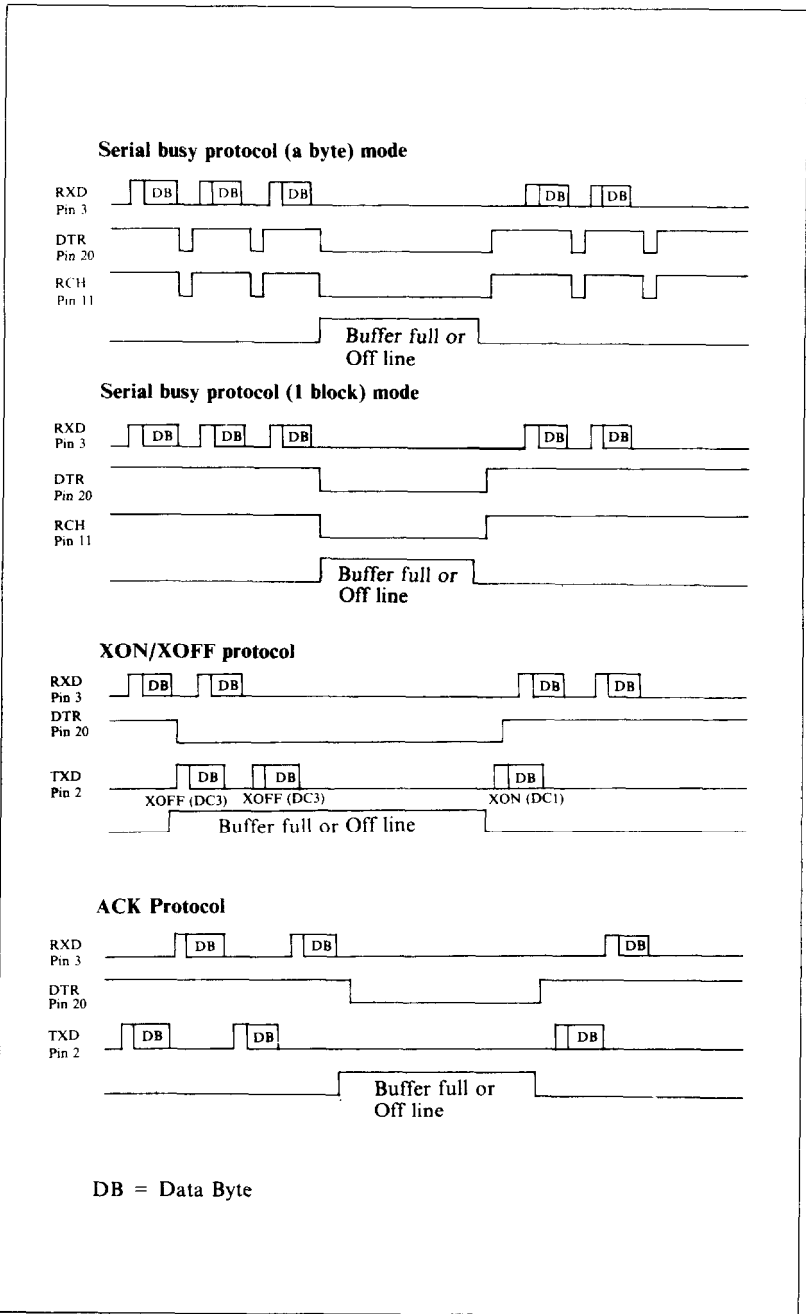 Serial busy protocol (a byte) mode
RXD DB DB DB DB DB
Pin 3
DTR
Pin 20
RCH
Pin 11
Buffer full or
Off line
Serial busy protocol (1 block) mode
RXD DB DB DB DB DB
Pin 3
DTR
Pin 20
RCH
Pin 11
Buffer full or
Off line
XON/XOFF protocol
RXD DB DB DB DB
Pin 3
DTR
Pin 20
TXD DB DB DB
Pin 2
XOFF (DC3) XOFF (DC3) XON (DC1)
Buffer full or Off line
ACK Protocol
RXD DB DB DB
Pin 3
DTR
Pin 20
TXD DB DB DB
Pin 2
Buffer full or
Off line
DB = Data Byte